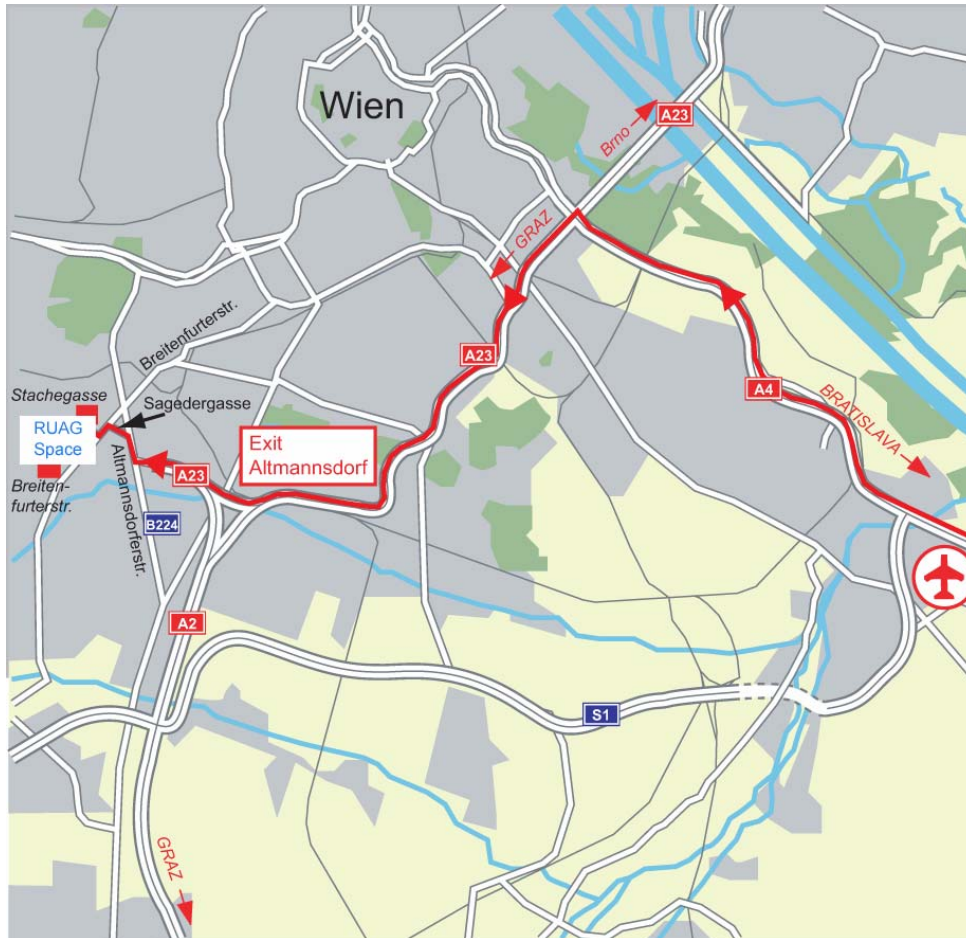 Wien
Brno
A23
GRAZ
A23
A4
BRATISLAVA
Breitenfurterstr.
Stachegasse
Sagedergasse
RUAG
Space
Exit
Altmannsdorf
A23
Breiten-
furterstr.
Altmannsdorferstr.
B224
A2
S1
GRAZ